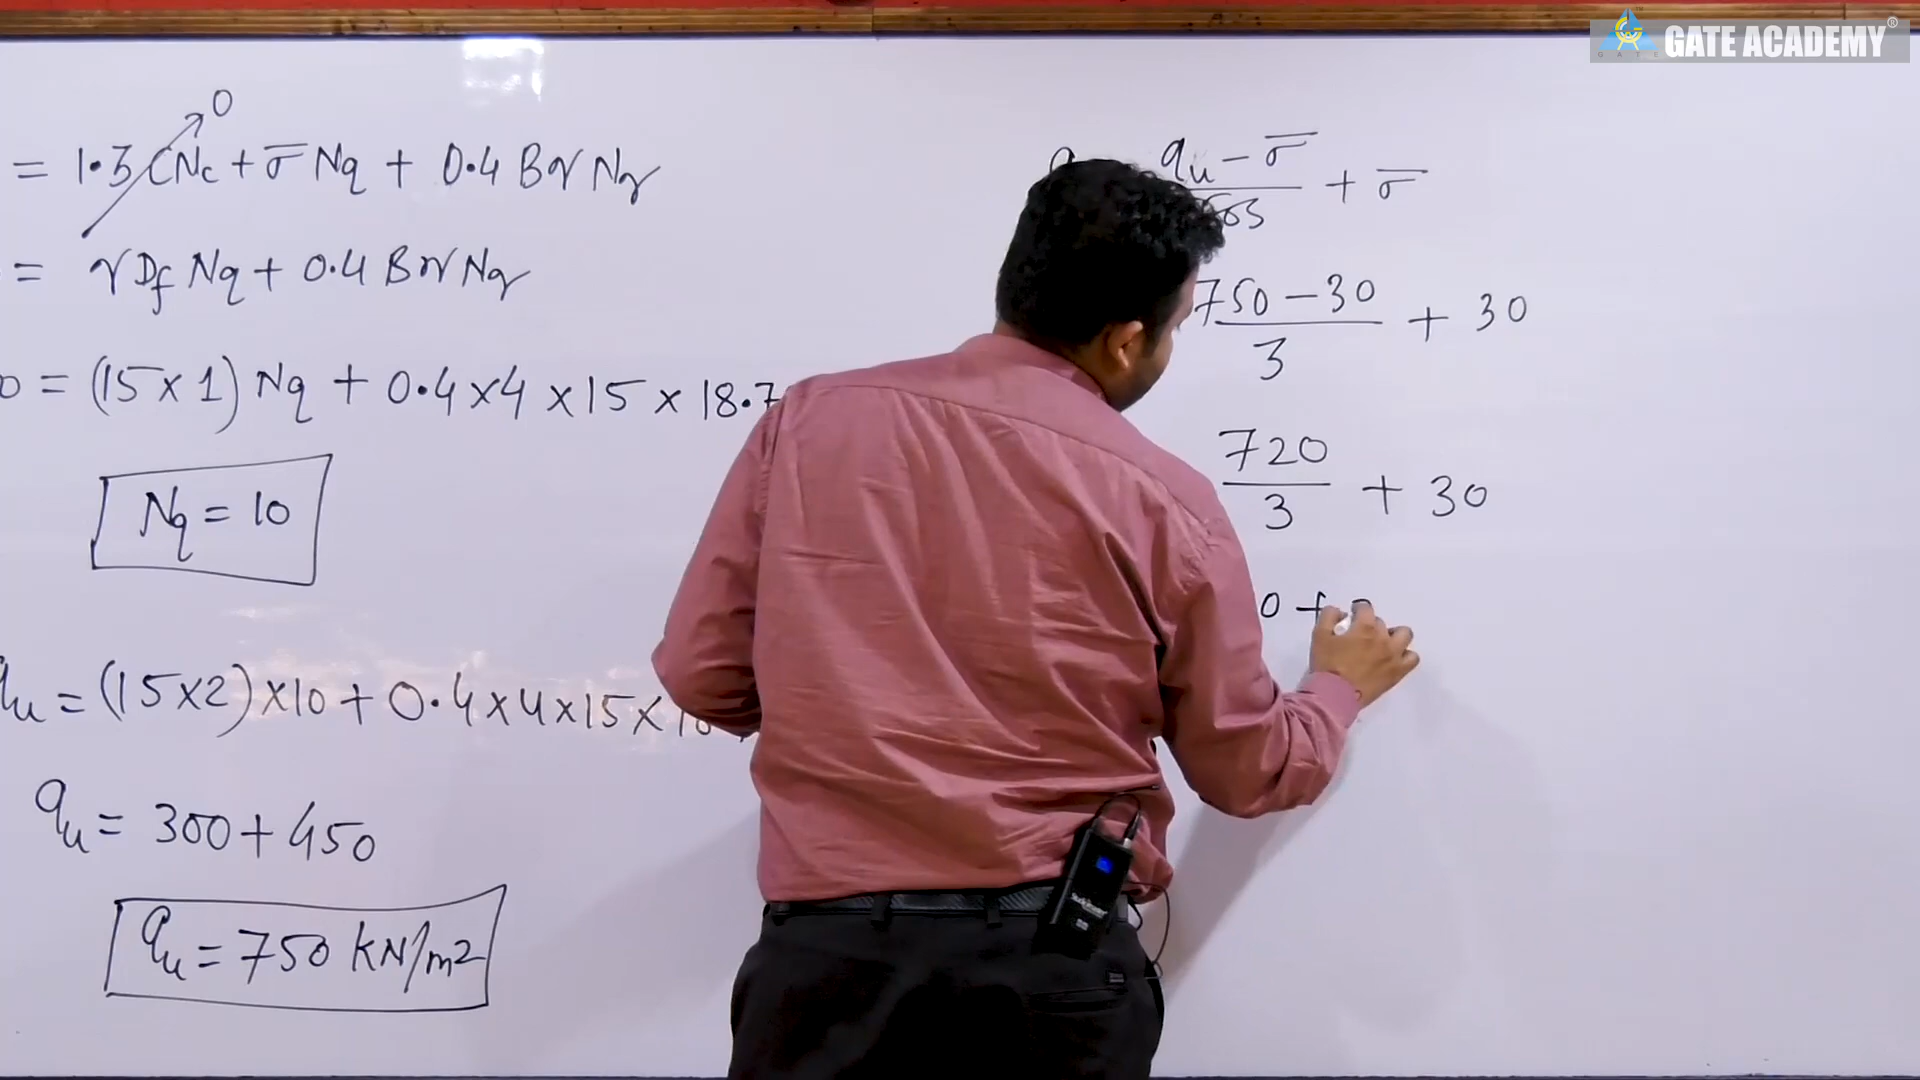 GATE ACADEMY®
= 1.3 CNc + σ̅ Nq + 0.4 Bγ Nγ
0
= γ Df Nq + 0.4 Bγ Nγ
0 = (15 × 1) Nq + 0.4 × 4 × 15 × 18.7
Nq = 10
qu = (15×2) × 10 + 0.4 × 4 × 15 ×
qu = 300 + 450
qu = 750 kN/m2
qu − σ̅ + σ̅
750 − 30 / 3 + 30
720 / 3 + 30
0 +